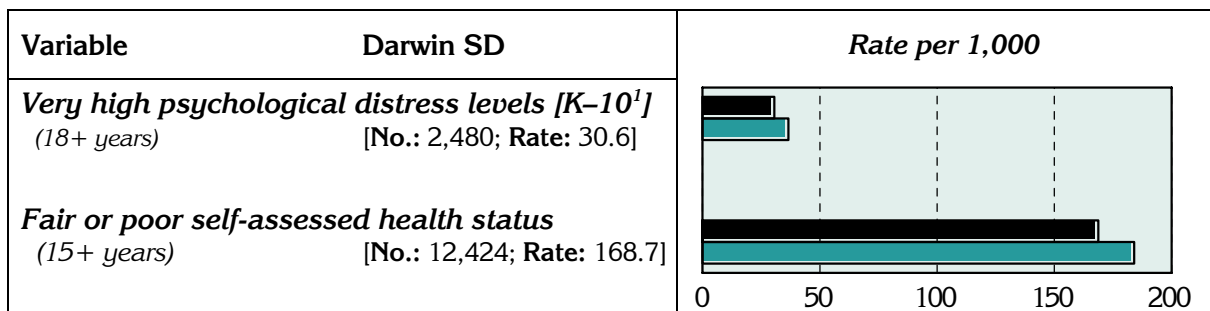 Variable Darwin SD Rate per 1,000
Very high psychological distress levels [K–10¹]
(18+ years) [No.: 2,480; Rate: 30.6]
Fair or poor self-assessed health status
(15+ years) [No.: 12,424; Rate: 168.7]
0 50 100 150 200